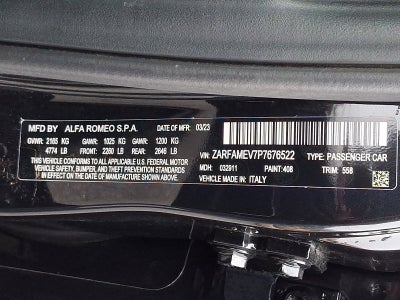 MFD BY ALFA ROMEO S.P.A. DATE OF MFR: 03/23
GVWR: 2165 KG GAWR: 1025 KG GAWR: 1200 KG
4774 LB FRONT: 2260 LB REAR: 2646 LB
THIS VEHICLE CONFORMS TO ALL APPLICABLE U.S. FEDERAL MOTOR
VEHICLE SAFETY, BUMPER, AND THEFT PREVENTION STANDARDS
IN EFFECT ON THE DATE OF MANUFACTURE SHOWN ABOVE.
VIN: ZARFAMEV7P7676522 TYPE: PASSENGER CAR
MDH: 032911 PAINT: 408 TRIM: 558
VEHICLE MADE IN: ITALY